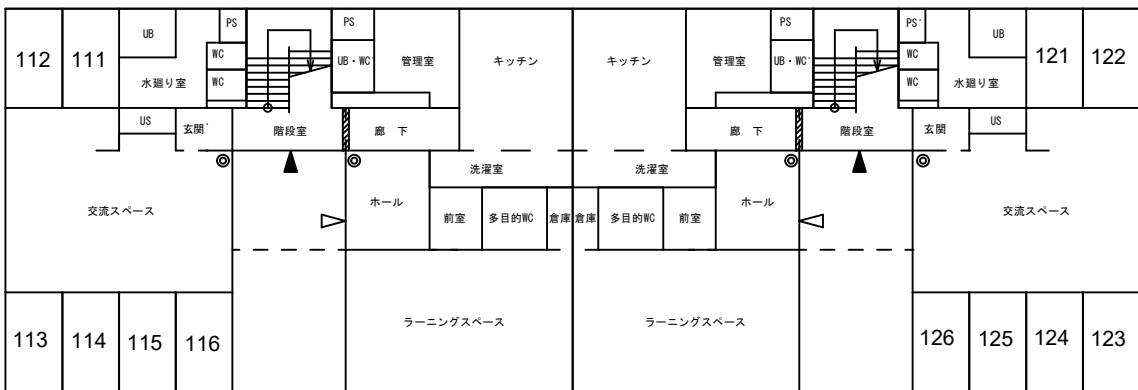 PS PS PS PS
UB UB
112 111 WC UB・WC 管理室 キッチン キッチン 管理室 UB・WC WC 121 122
水廻り室 WC WC 水廻り室
US US
玄関 階段室 廊 下 廊 下 階段室 玄関
洗濯室 洗濯室
交流スペース ホール 前室 多目的WC 倉庫 倉庫 多目的WC 前室 ホール 交流スペース
113 114 115 116 ラーニングスペース ラーニングスペース 126 125 124 123